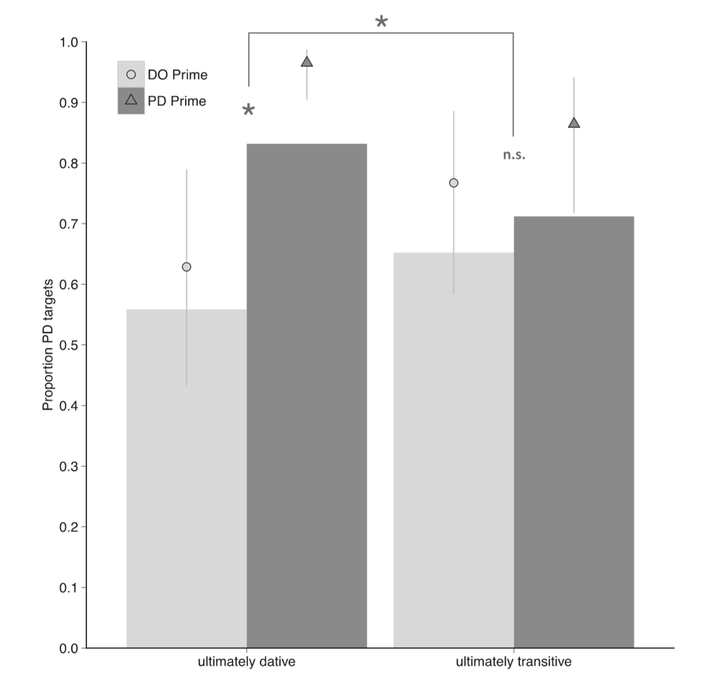 *
1.0
DO Prime
PD Prime
0.9
*
0.8
n.s.
0.7
0.6
Proportion PD targets
0.5
0.4
0.3
0.2
0.1
0.0
ultimately dative
ultimately transitive